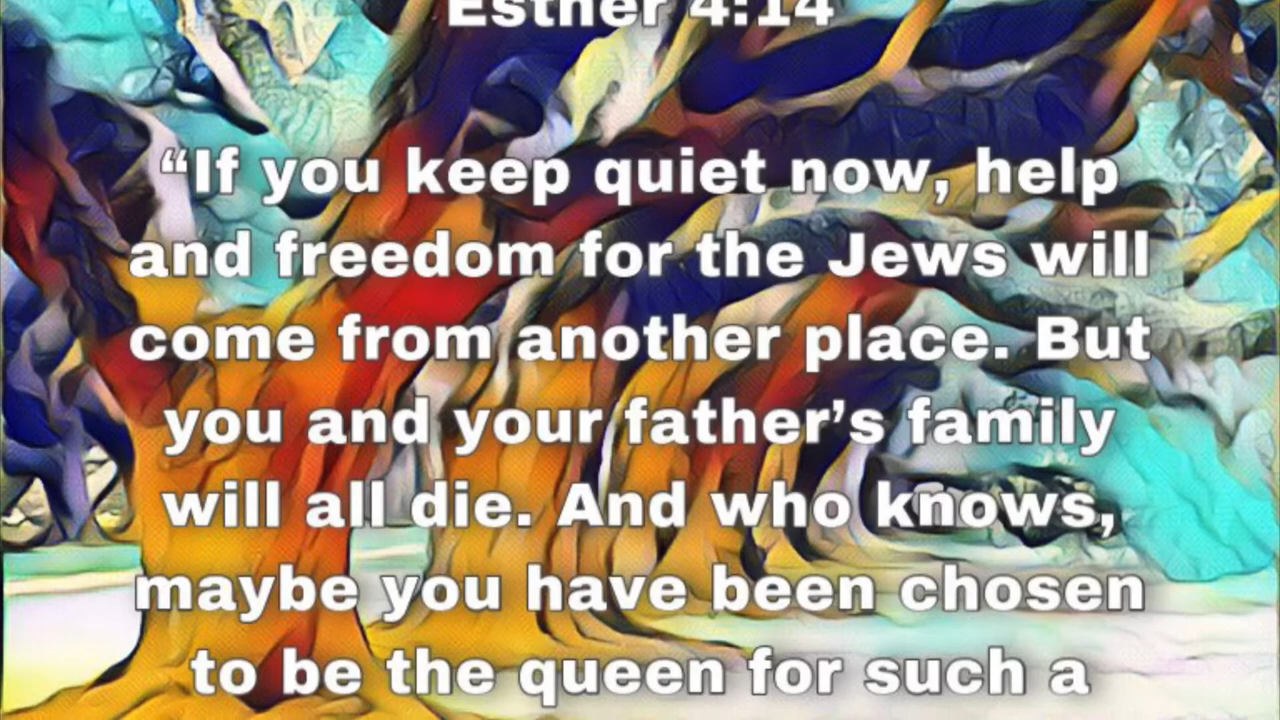 Esther 4:14
“If you keep quiet now, help
and freedom for the Jews will
come from another place. But
you and your father’s family
will all die. And who knows,
maybe you have been chosen
to be the queen for such a